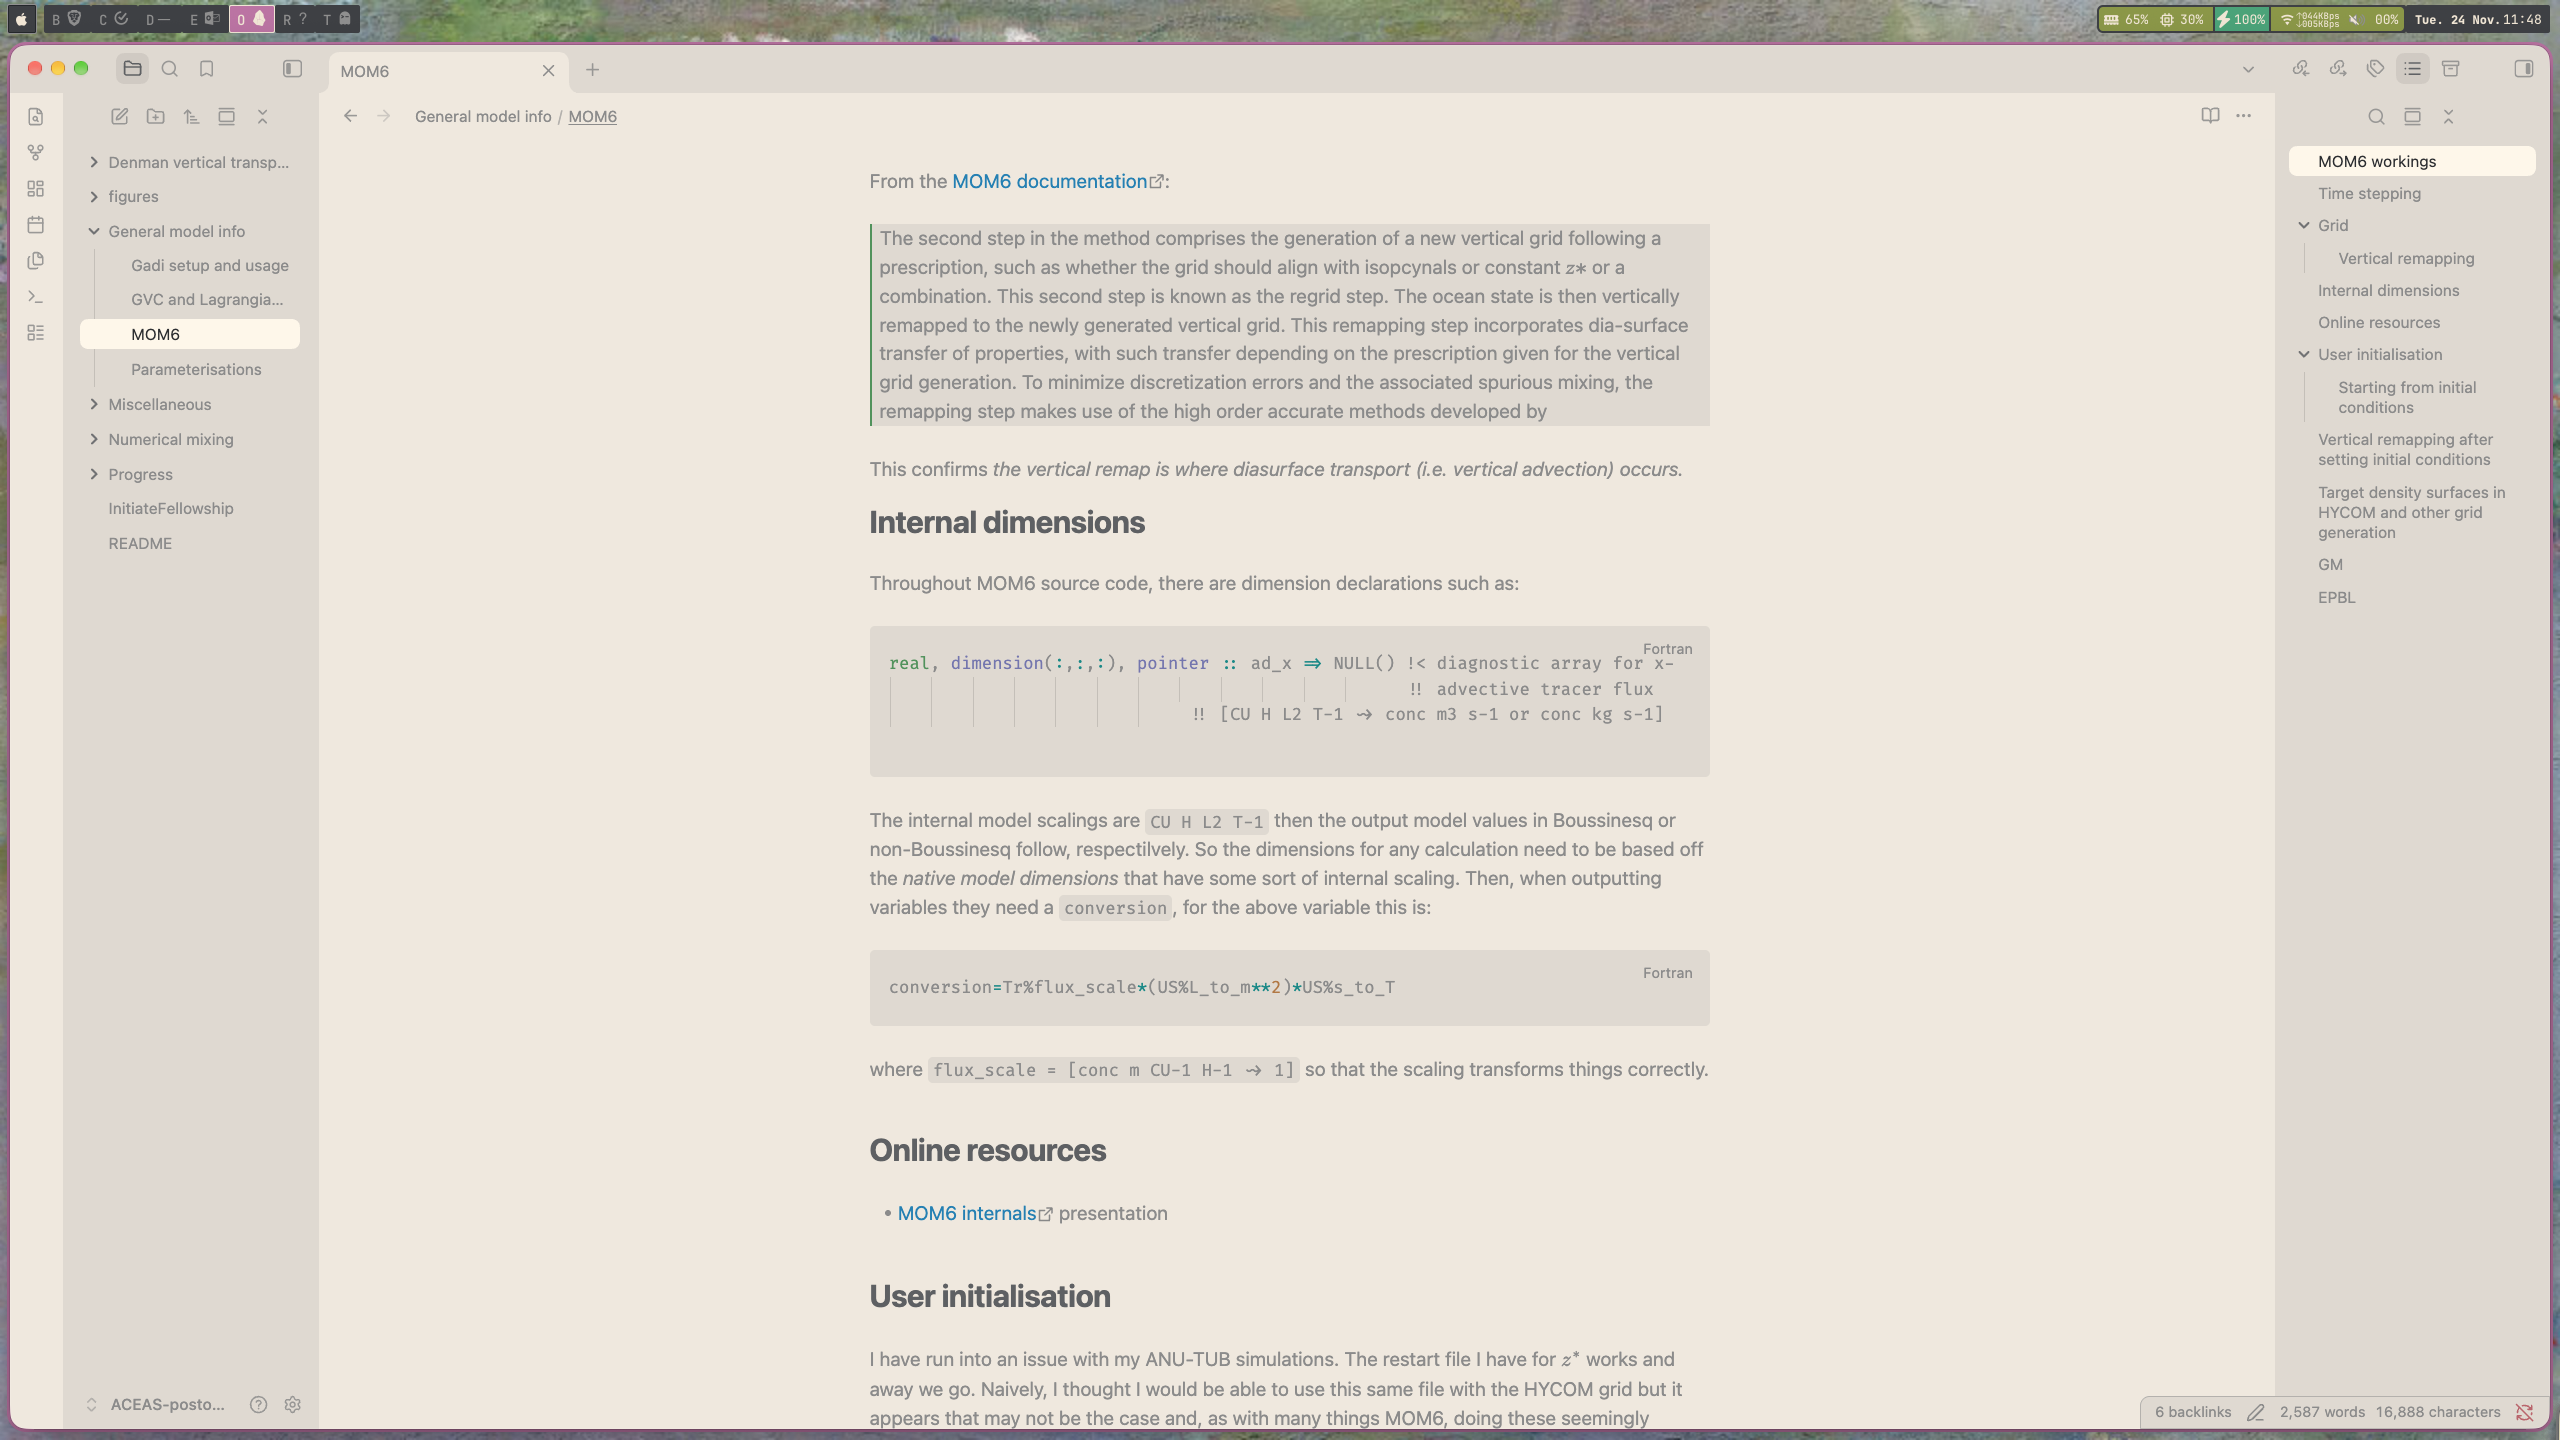 B C D E O R ? T
65% 30% 100% 044KBps 005KBps 00% Tue. 24 Nov. 11:48
MOM6
General model info / MOM6
Denman vertical transp...
figures
General model info
Gadi setup and usage
GVC and Lagrangia...
MOM6
Parameterisations
Miscellaneous
Numerical mixing
Progress
InitiateFellowship
README
ACEAS-posto...
From the MOM6 documentation:
The second step in the method comprises the generation of a new vertical grid following a
prescription, such as whether the grid should align with isopcynals or constant z* or a
combination. This second step is known as the regrid step. The ocean state is then vertically
remapped to the newly generated vertical grid. This remapping step incorporates dia-surface
transfer of properties, with such transfer depending on the prescription given for the vertical
grid generation. To minimize discretization errors and the associated spurious mixing, the
remapping step makes use of the high order accurate methods developed by
This confirms the vertical remap is where diasurface transport (i.e. vertical advection) occurs.
Internal dimensions
Throughout MOM6 source code, there are dimension declarations such as:
Fortran
real, dimension(:,:,:), pointer :: ad_x => NULL() !< diagnostic array for x-
!! advective tracer flux
!! [CU H L2 T-1 ~> conc m3 s-1 or conc kg s-1]
The internal model scalings are CU H L2 T-1 then the output model values in Boussinesq or
non-Boussinesq follow, respectilvely. So the dimensions for any calculation need to be based off
the native model dimensions that have some sort of internal scaling. Then, when outputting
variables they need a conversion, for the above variable this is:
Fortran
conversion=Tr%flux_scale*(US%L_to_m**2)*US%s_to_T
where flux_scale = [conc m CU-1 H-1 ~> 1] so that the scaling transforms things correctly.
Online resources
• MOM6 internals presentation
User initialisation
I have run into an issue with my ANU-TUB simulations. The restart file I have for z* works and
away we go. Naively, I thought I would be able to use this same file with the HYCOM grid but it
appears that may not be the case and, as with many things MOM6, doing these seemingly
MOM6 workings
Time stepping
Grid
Vertical remapping
Internal dimensions
Online resources
User initialisation
Starting from initial
conditions
Vertical remapping after
setting initial conditions
Target density surfaces in
HYCOM and other grid
generation
GM
EPBL
6 backlinks 2,587 words 16,888 characters